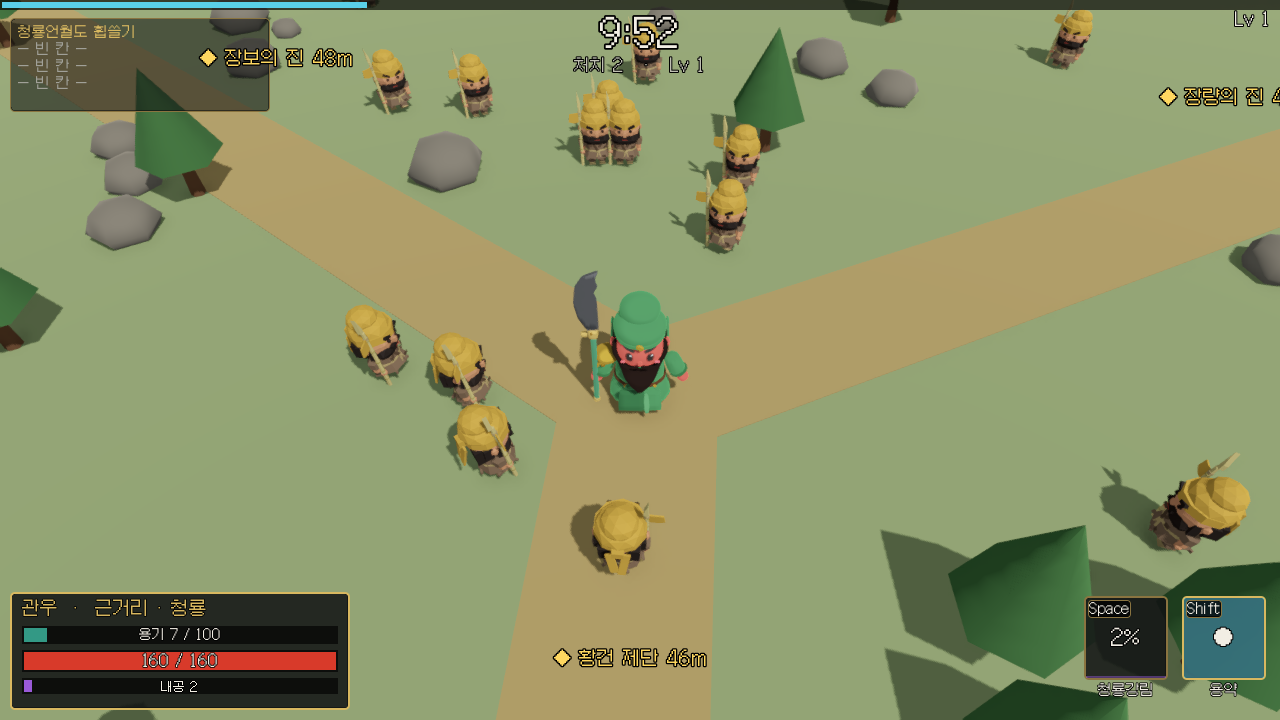 청룡언월도 휩쓸기
— 빈 칸 —
— 빈 칸 —
— 빈 칸 —
장보의 진 48m
9:52
처치 2 · Lv 1
Lv 1
장량의 진 4
황건 제단 46m
관우 · 근거리 · 청룡
용기 7 / 100
160 / 160
내공 2
Space
2%
청룡강림
Shift
용약